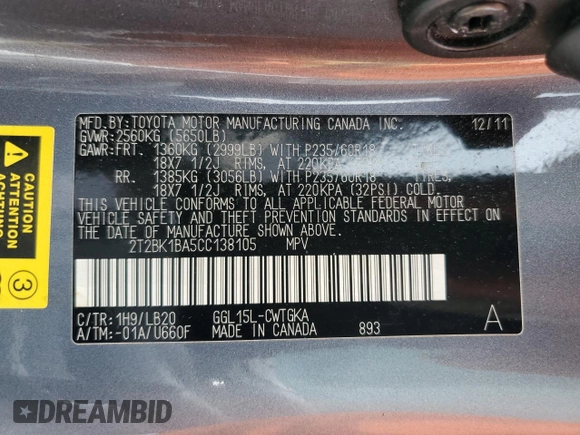 MFD.BY:TOYOTA MOTOR MANUFACTURING CANADA INC. 12/11
GVWR:2560KG (5650LB)
GAWR:FRT. 1360KG (2999LB) WITH P235/60R18
18X7 1/2J RIMS, AT 220KPA
RR. 1385KG (3056LB) WITH P235/60R18 TYRES,
18X7 1/2J RIMS, AT 220KPA (32PSI) COLD.
THIS VEHICLE CONFORMS TO ALL APPLICABLE FEDERAL MOTOR
VEHICLE SAFETY AND THEFT PREVENTION STANDARDS IN EFFECT ON
THE DATE OF MANUFACTURE SHOWN ABOVE.
2T2BK1BA5CC138105 MPV
C/TR:1H9/LB20 GGL15L-CWTGKA
A/TM:-01A/U660F MADE IN CANADA 893 A
ATTENTION
ACHTUNG
3
DREAMBID